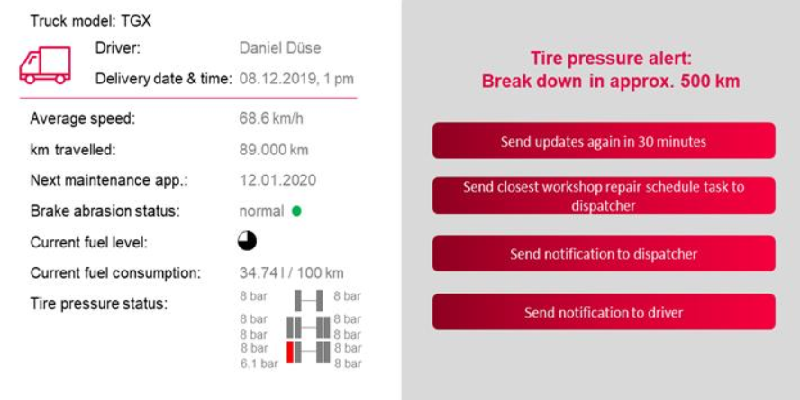 Truck model: TGX
Driver: Daniel Düse
Delivery date & time: 08.12.2019, 1 pm
Average speed: 68.6 km/h
km travelled: 89.000 km
Next maintenance app.: 12.01.2020
Brake abrasion status: normal
Current fuel level:
Current fuel consumption: 34.74 l / 100 km
Tire pressure status:
8 bar 8 bar
8 bar 8 bar
8 bar 8 bar
8 bar 8 bar
6.1 bar 8 bar
Tire pressure alert:
Break down in approx. 500 km
Send updates again in 30 minutes
Send closest workshop repair schedule task to
dispatcher
Send notification to dispatcher
Send notification to driver